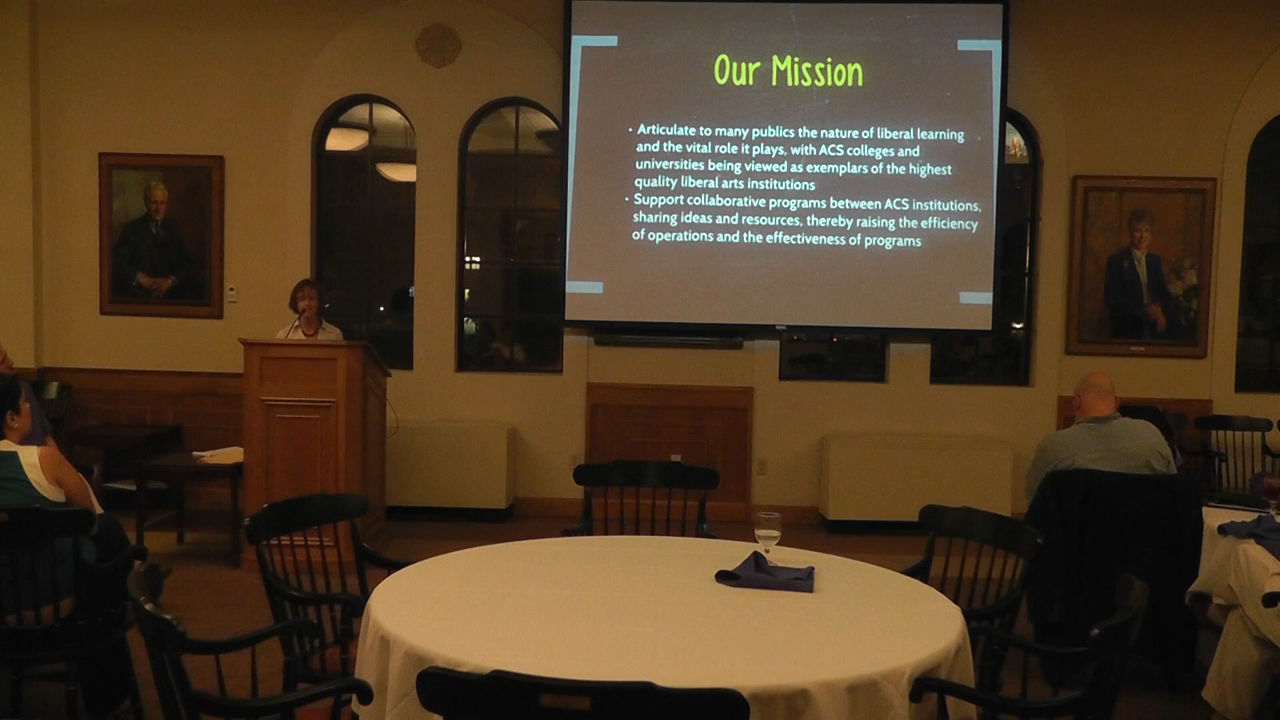 Our Mission
• Articulate to many publics the nature of liberal learning
and the vital role it plays, with ACS colleges and
universities being viewed as exemplars of the highest
quality liberal arts institutions
• Support collaborative programs between ACS institutions,
sharing ideas and resources, thereby raising the efficiency
of operations and the effectiveness of programs